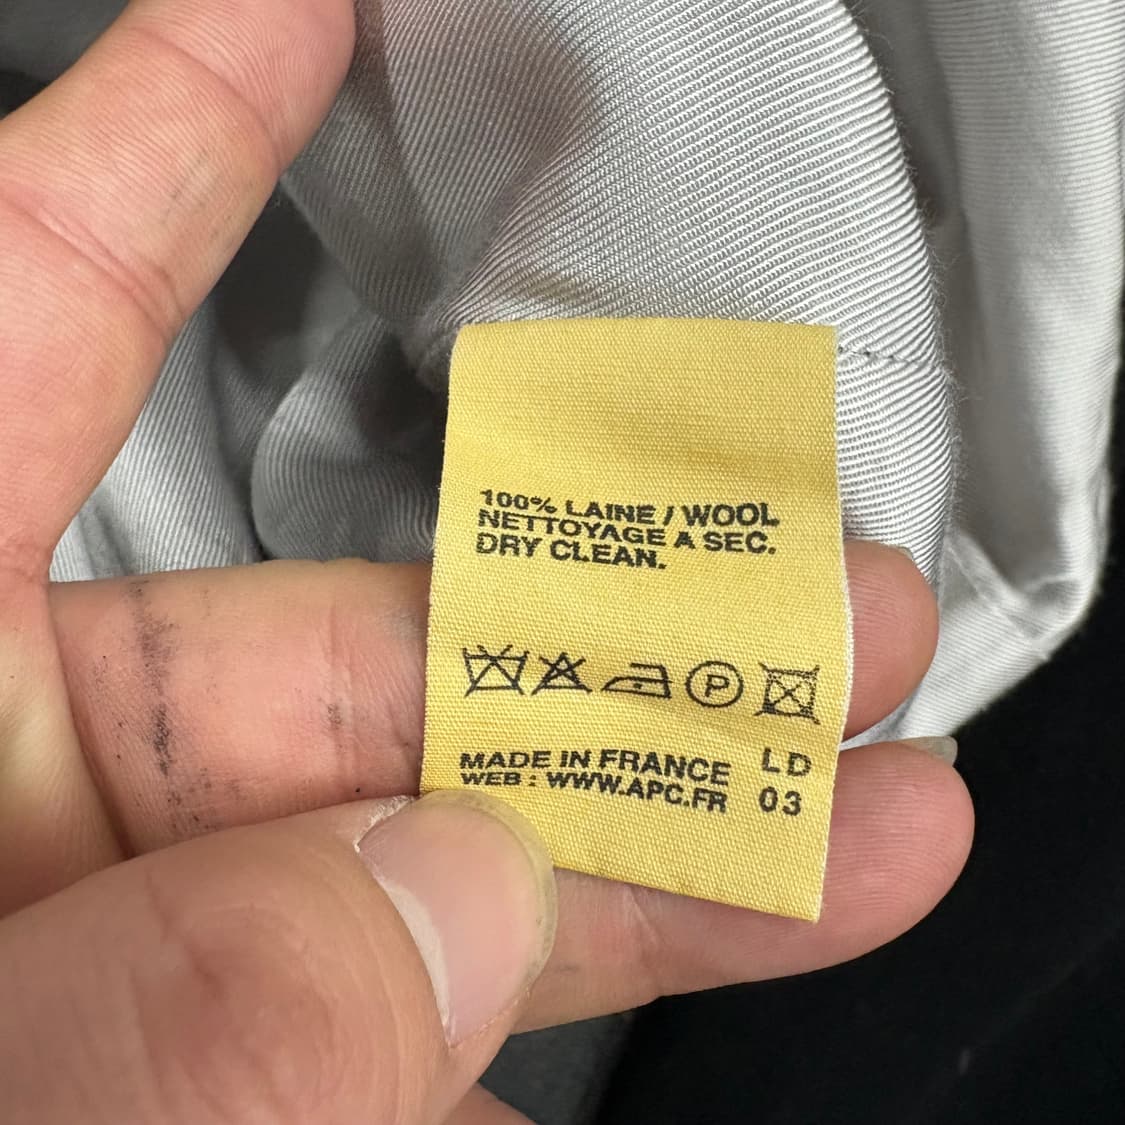 100% LAINE / WOOL
NETTOYAGE A SEC.
DRY CLEAN.
P
MADE IN FRANCE
WEB : WWW.APC.FR
LD
03